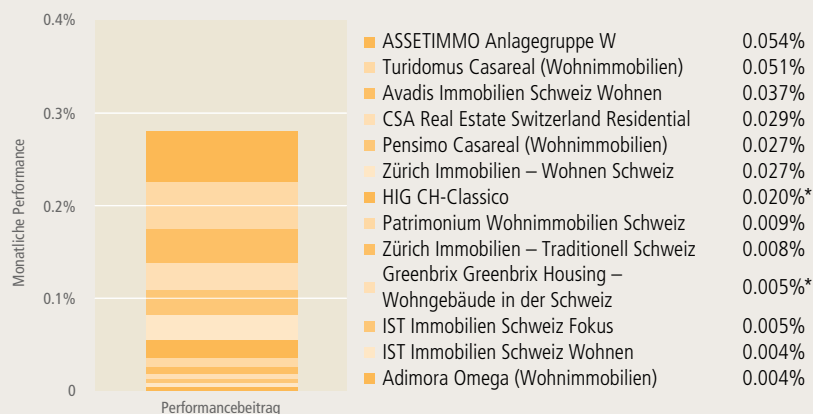 0.4%
0.3%
0.2%
0.1%
0
Monatliche Performance
Performancebeitrag
ASSETIMMO Anlagegruppe W 0.054%
Turidomus Casareal (Wohnimmobilien) 0.051%
Avadis Immobilien Schweiz Wohnen 0.037%
CSA Real Estate Switzerland Residential 0.029%
Pensimo Casareal (Wohnimmobilien) 0.027%
Zürich Immobilien – Wohnen Schweiz 0.027%
HIG CH-Classico 0.020%*
Patrimonium Wohnimmobilien Schweiz 0.009%
Zürich Immobilien – Traditionell Schweiz 0.008%
Greenbrix Greenbrix Housing –
Wohngebäude in der Schweiz 0.005%*
IST Immobilien Schweiz Fokus 0.005%
IST Immobilien Schweiz Wohnen 0.004%
Adimora Omega (Wohnimmobilien) 0.004%